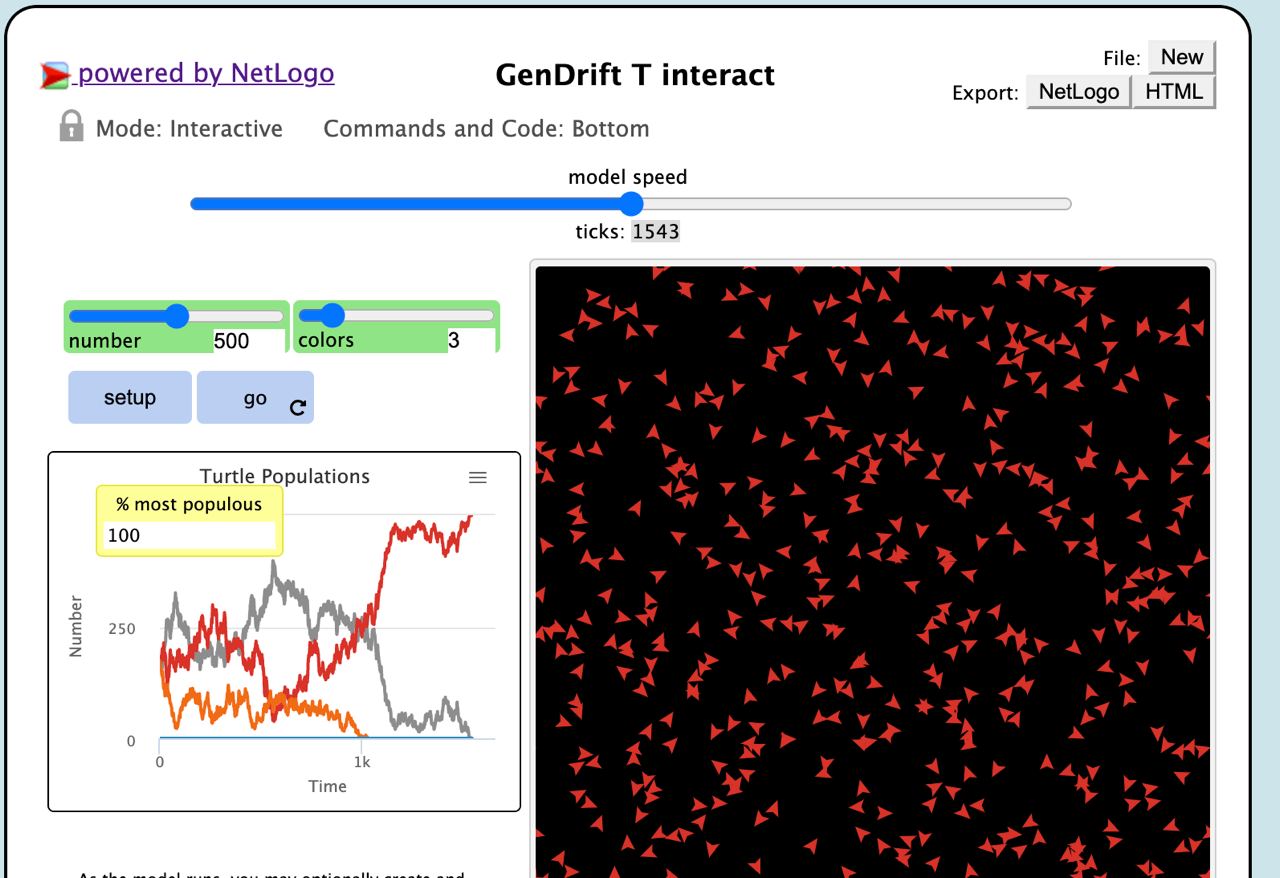 powered by NetLogo
GenDrift T interact
File: New
Export: NetLogo HTML
Mode: Interactive
Commands and Code: Bottom
model speed
ticks: 1543
number 500
colors 3
setup
go
Turtle Populations
% most populous
100
Number
250
0
0
1k
Time
As the model runs, you may optionally create and